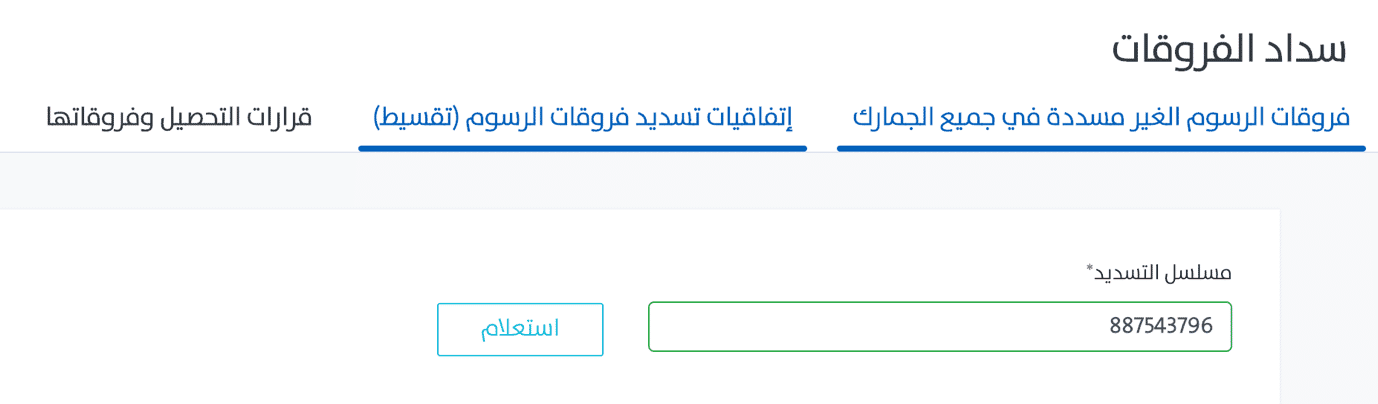 سداد الفروقات
فروقات الرسوم الغير مسددة في جميع الجمارك إتفاقيات تسديد فروقات الرسوم (تقسيط) قرارات التحصيل وفروقاتها
مسلسل التسديد*
887543796 استعلام